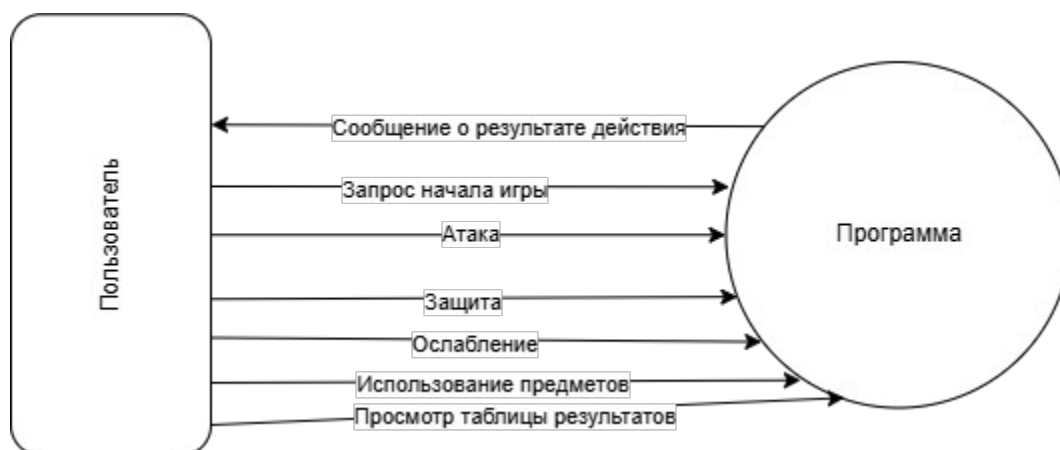 Пользователь
Сообщение о результате действия
Запрос начала игры
Атака
Защита
Ослабление
Использование предметов
Просмотр таблицы результатов
Программа